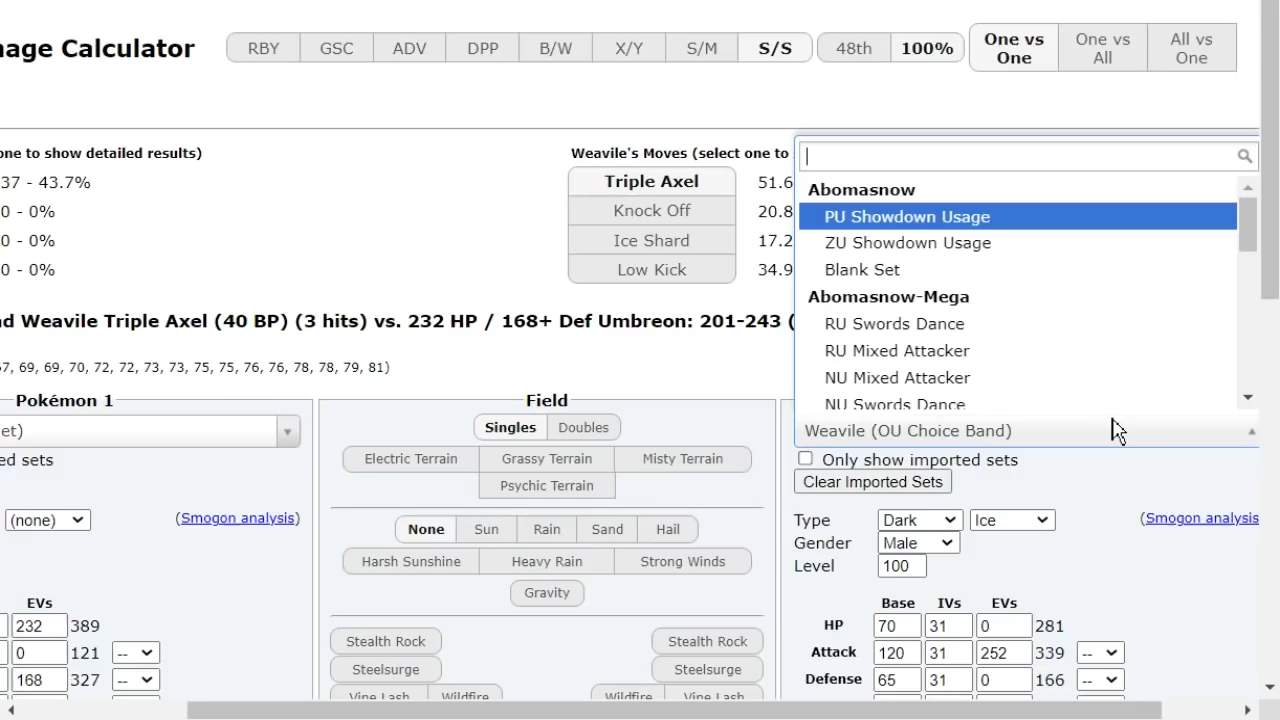 nage Calculator
RBY GSC ADV DPP B/W X/Y S/M S/S 48th 100% One vs One One vs All All vs One
one to show detailed results)
37 - 43.7%
0 - 0%
0 - 0%
0 - 0%
Weavile's Moves (select one to
Triple Axel 51.6
Knock Off 20.8
Ice Shard 17.2
Low Kick 34.9
Abomasnow
PU Showdown Usage
ZU Showdown Usage
Blank Set
Abomasnow-Mega
RU Swords Dance
RU Mixed Attacker
NU Mixed Attacker
NU Swords Dance
Weavile (OU Choice Band)
d Weavile Triple Axel (40 BP) (3 hits) vs. 232 HP / 168+ Def Umbreon: 201-243 (
67, 69, 69, 70, 72, 72, 73, 73, 75, 75, 76, 76, 78, 78, 79, 81)
Pokémon 1
et)
ed sets
(none) (Smogon analysis)
EVs
232 389
0 121 --
168 327 --
Field
Singles Doubles
Electric Terrain Grassy Terrain Misty Terrain
Psychic Terrain
None Sun Rain Sand Hail
Harsh Sunshine Heavy Rain Strong Winds
Gravity
Stealth Rock Stealth Rock
Steelsurge Steelsurge
Vine Lash Wildfire Wildfire Vine Lash
Only show imported sets
Clear Imported Sets
Type Dark Ice (Smogon analysis
Gender Male
Level 100
Base IVs EVs
HP 70 31 0 281
Attack 120 31 252 339 --
Defense 65 31 0 166 --